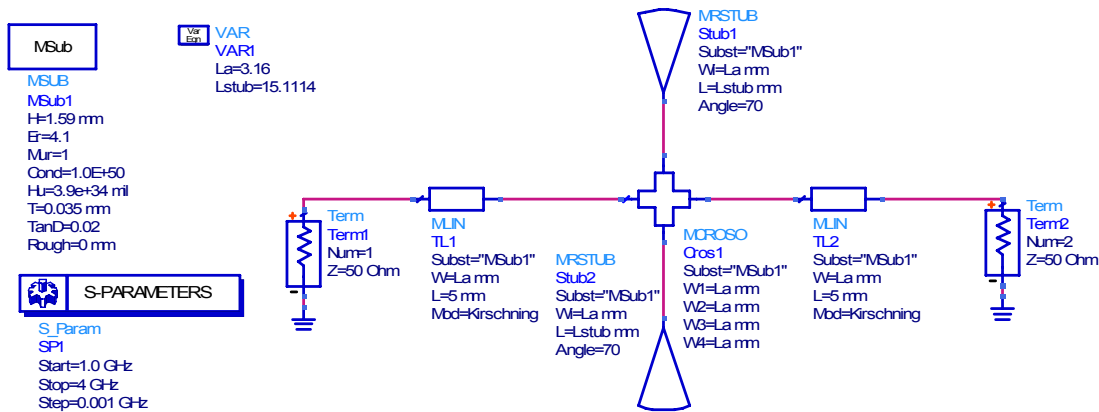 MSub
MSUB
MSub1
H=1.59 mm
Er=4.1
Mur=1
Cond=1.0E+50
Hu=3.9e+34 mil
T=0.035 mm
TanD=0.02
Rough=0 mm
S-PARAMETERS
S_Param
SP1
Start=1.0 GHz
Stop=4 GHz
Step=0.001 GHz
Var
Eqn
VAR
VAR1
La=3.16
Lstub=15.1114
Term
Term1
Num=1
Z=50 Ohm
MLIN
TL1
Subst="MSub1"
W=La mm
L=5 mm
Mod=Kirschning
MRSTUB
Stub2
Subst="MSub1"
Wi=La mm
L=Lstub mm
Angle=70
MRSTUB
Stub1
Subst="MSub1"
Wi=La mm
L=Lstub mm
Angle=70
MCROSO
Cros1
Subst="MSub1"
W1=La mm
W2=La mm
W3=La mm
W4=La mm
MLIN
TL2
Subst="MSub1"
W=La mm
L=5 mm
Mod=Kirschning
Term
Term2
Num=2
Z=50 Ohm